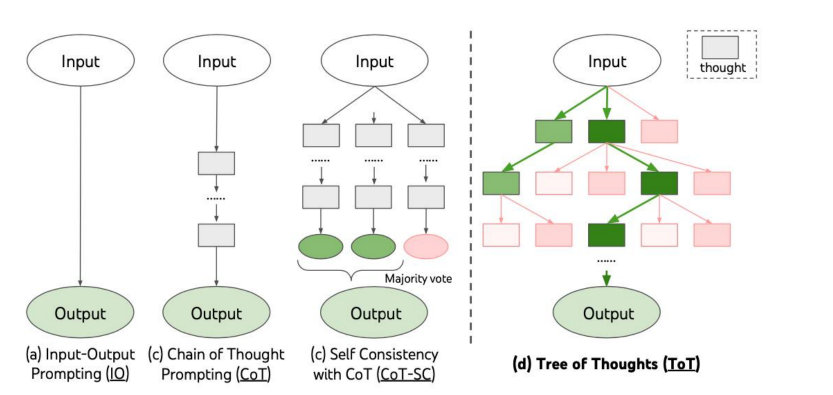 Input
Input
Input
Input
thought
......
......
......
......
......
Majority vote
Output
Output
Output
Output
(a) Input-Output
Prompting (IO)
(c) Chain of Thought
Prompting (CoT)
(c) Self Consistency
with CoT (CoT-SC)
(d) Tree of Thoughts (ToT)